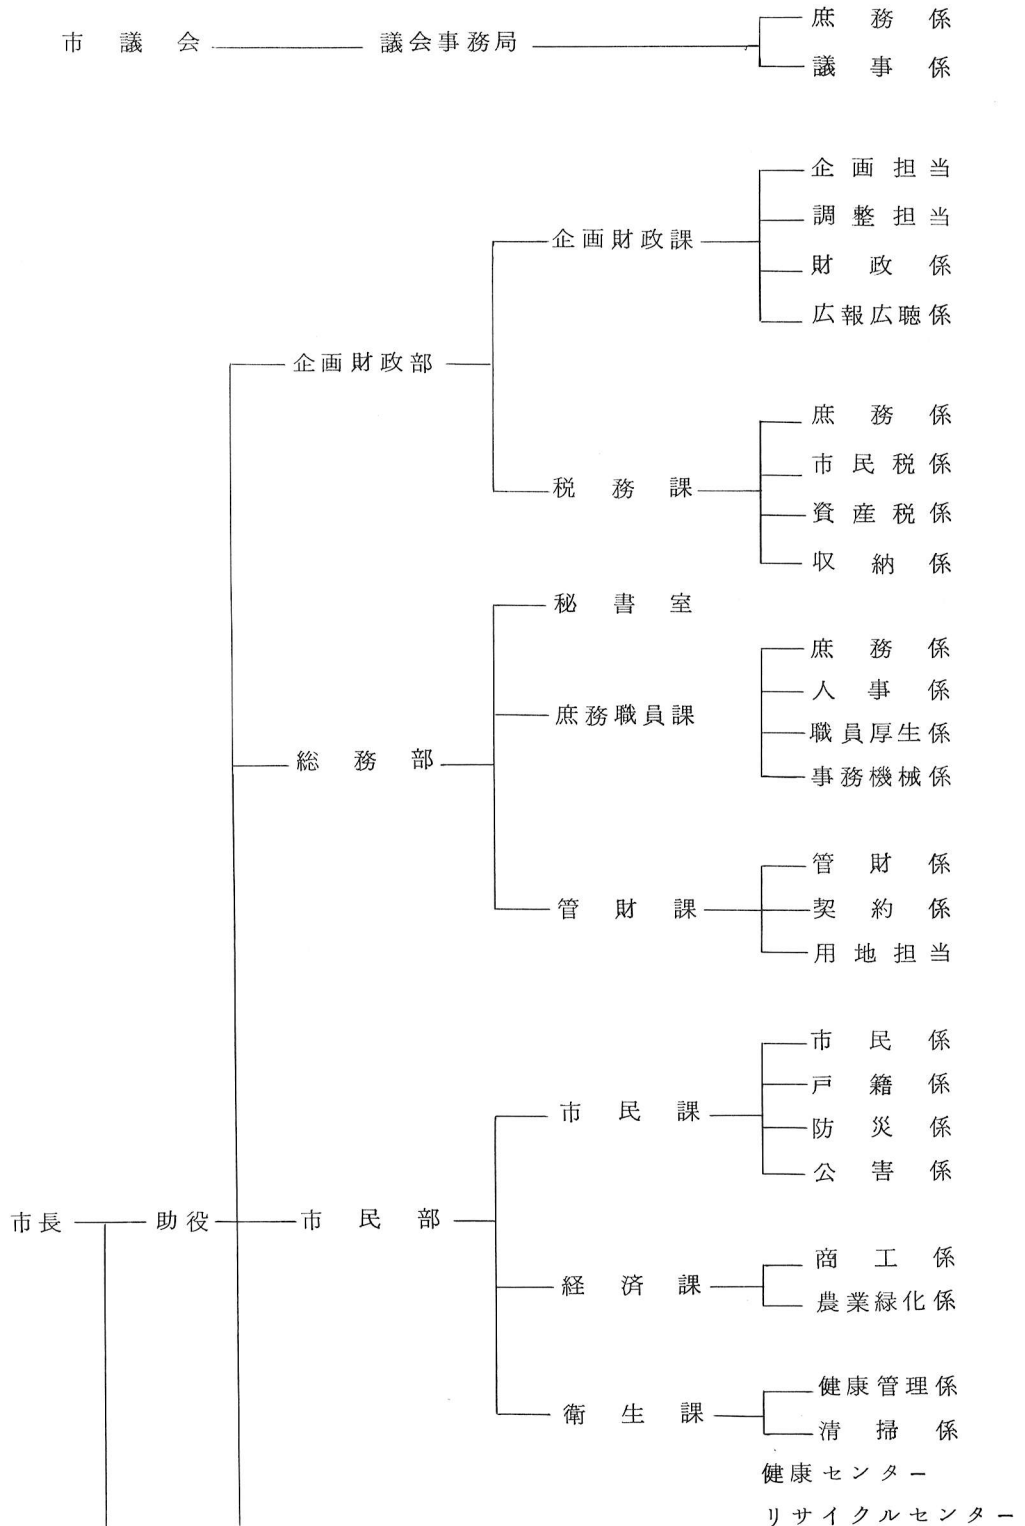 市議会 議会事務局 庶務係
議事係
企画担当
調整担当
企画財政課
財政係
広報広聴係
企画財政部
庶務係
市民税係
税務課
資産税係
収納係
秘書室
庶務係
人事係
庶務職員課
職員厚生係
総務部
事務機械係
管財係
管財課 契約係
用地担当
市民係
戸籍係
市民課
防災係
公害係
市長 助役 市民部
商工係
経済課
農業緑化係
健康管理係
衛生課
清掃係
健康センター
リサイクルセンター